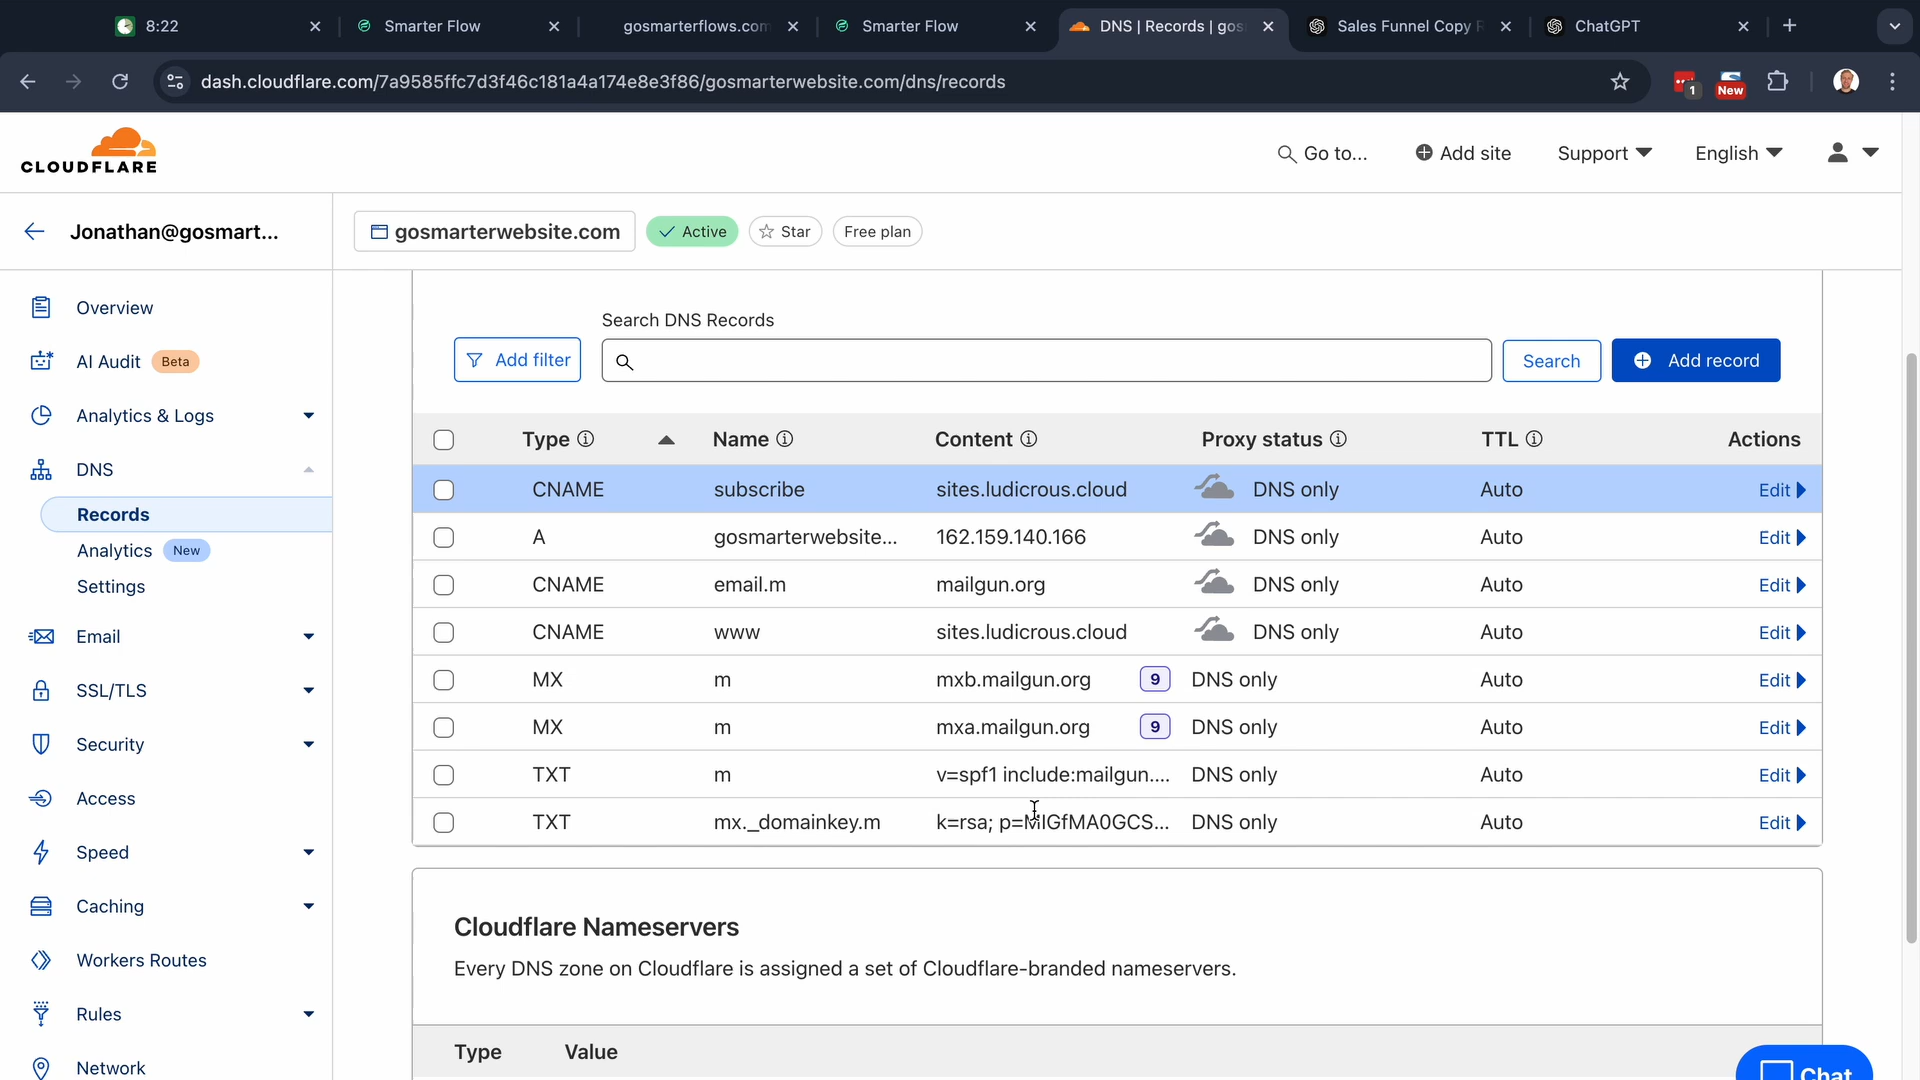 8:22
Smarter Flow
gosmarterflows.com
Smarter Flow
DNS | Records | gos
Sales Funnel Copy
ChatGPT
dash.cloudflare.com/7a9585ffc7d3f46c181a4a174e8e3f86/gosmarterwebsite.com/dns/records
1
New
CLOUDFLARE
Go to...
Add site
Support
English
Jonathan@gosmart...
gosmarterwebsite.com
Active
Star
Free plan
Overview
AI Audit Beta
Analytics & Logs
DNS
Records
Analytics New
Settings
Email
SSL/TLS
Security
Access
Speed
Caching
Workers Routes
Rules
Network
Search DNS Records
Add filter
Search
Add record
Type Name Content Proxy status TTL Actions
CNAME subscribe sites.ludicrous.cloud DNS only Auto Edit
A gosmarterwebsite... 162.159.140.166 DNS only Auto Edit
CNAME email.m mailgun.org DNS only Auto Edit
CNAME www sites.ludicrous.cloud DNS only Auto Edit
MX m mxb.mailgun.org 9 DNS only Auto Edit
MX m mxa.mailgun.org 9 DNS only Auto Edit
TXT m v=spf1 include:mailgun.... DNS only Auto Edit
TXT mx._domainkey.m k=rsa; p=MIGfMA0GCS... DNS only Auto Edit
Cloudflare Nameservers
Every DNS zone on Cloudflare is assigned a set of Cloudflare-branded nameservers.
Type Value
Chat